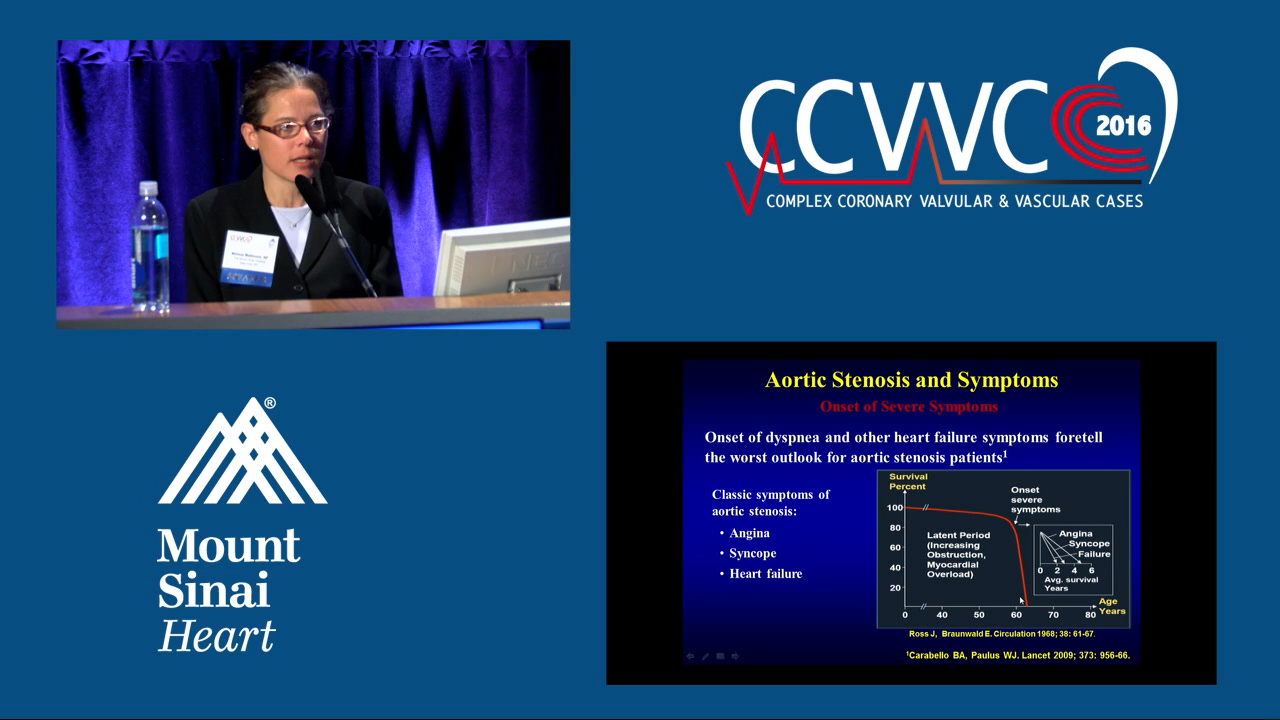 CCVVC
2016
COMPLEX CORONARY VALVULAR & VASCULAR CASES
SPEAKER
®
Mount
Sinai
Heart
Aortic Stenosis and Symptoms
Onset of Severe Symptoms
Onset of dyspnea and other heart failure symptoms foretell
the worst outlook for aortic stenosis patients¹
Classic symptoms of
aortic stenosis:
• Angina
• Syncope
• Heart failure
Survival
Percent
100
80
60
40
20
0
40
50
60
70
80
Age
Years
Latent Period
(Increasing
Obstruction,
Myocardial
Overload)
Onset
severe
symptoms
Angina
Syncope
Failure
0 2 4 6
Avg. survival
Years
Ross J, Braunwald E. Circulation 1968; 38: 61-67.
¹Carabello BA, Paulus WJ. Lancet 2009; 373: 956-66.